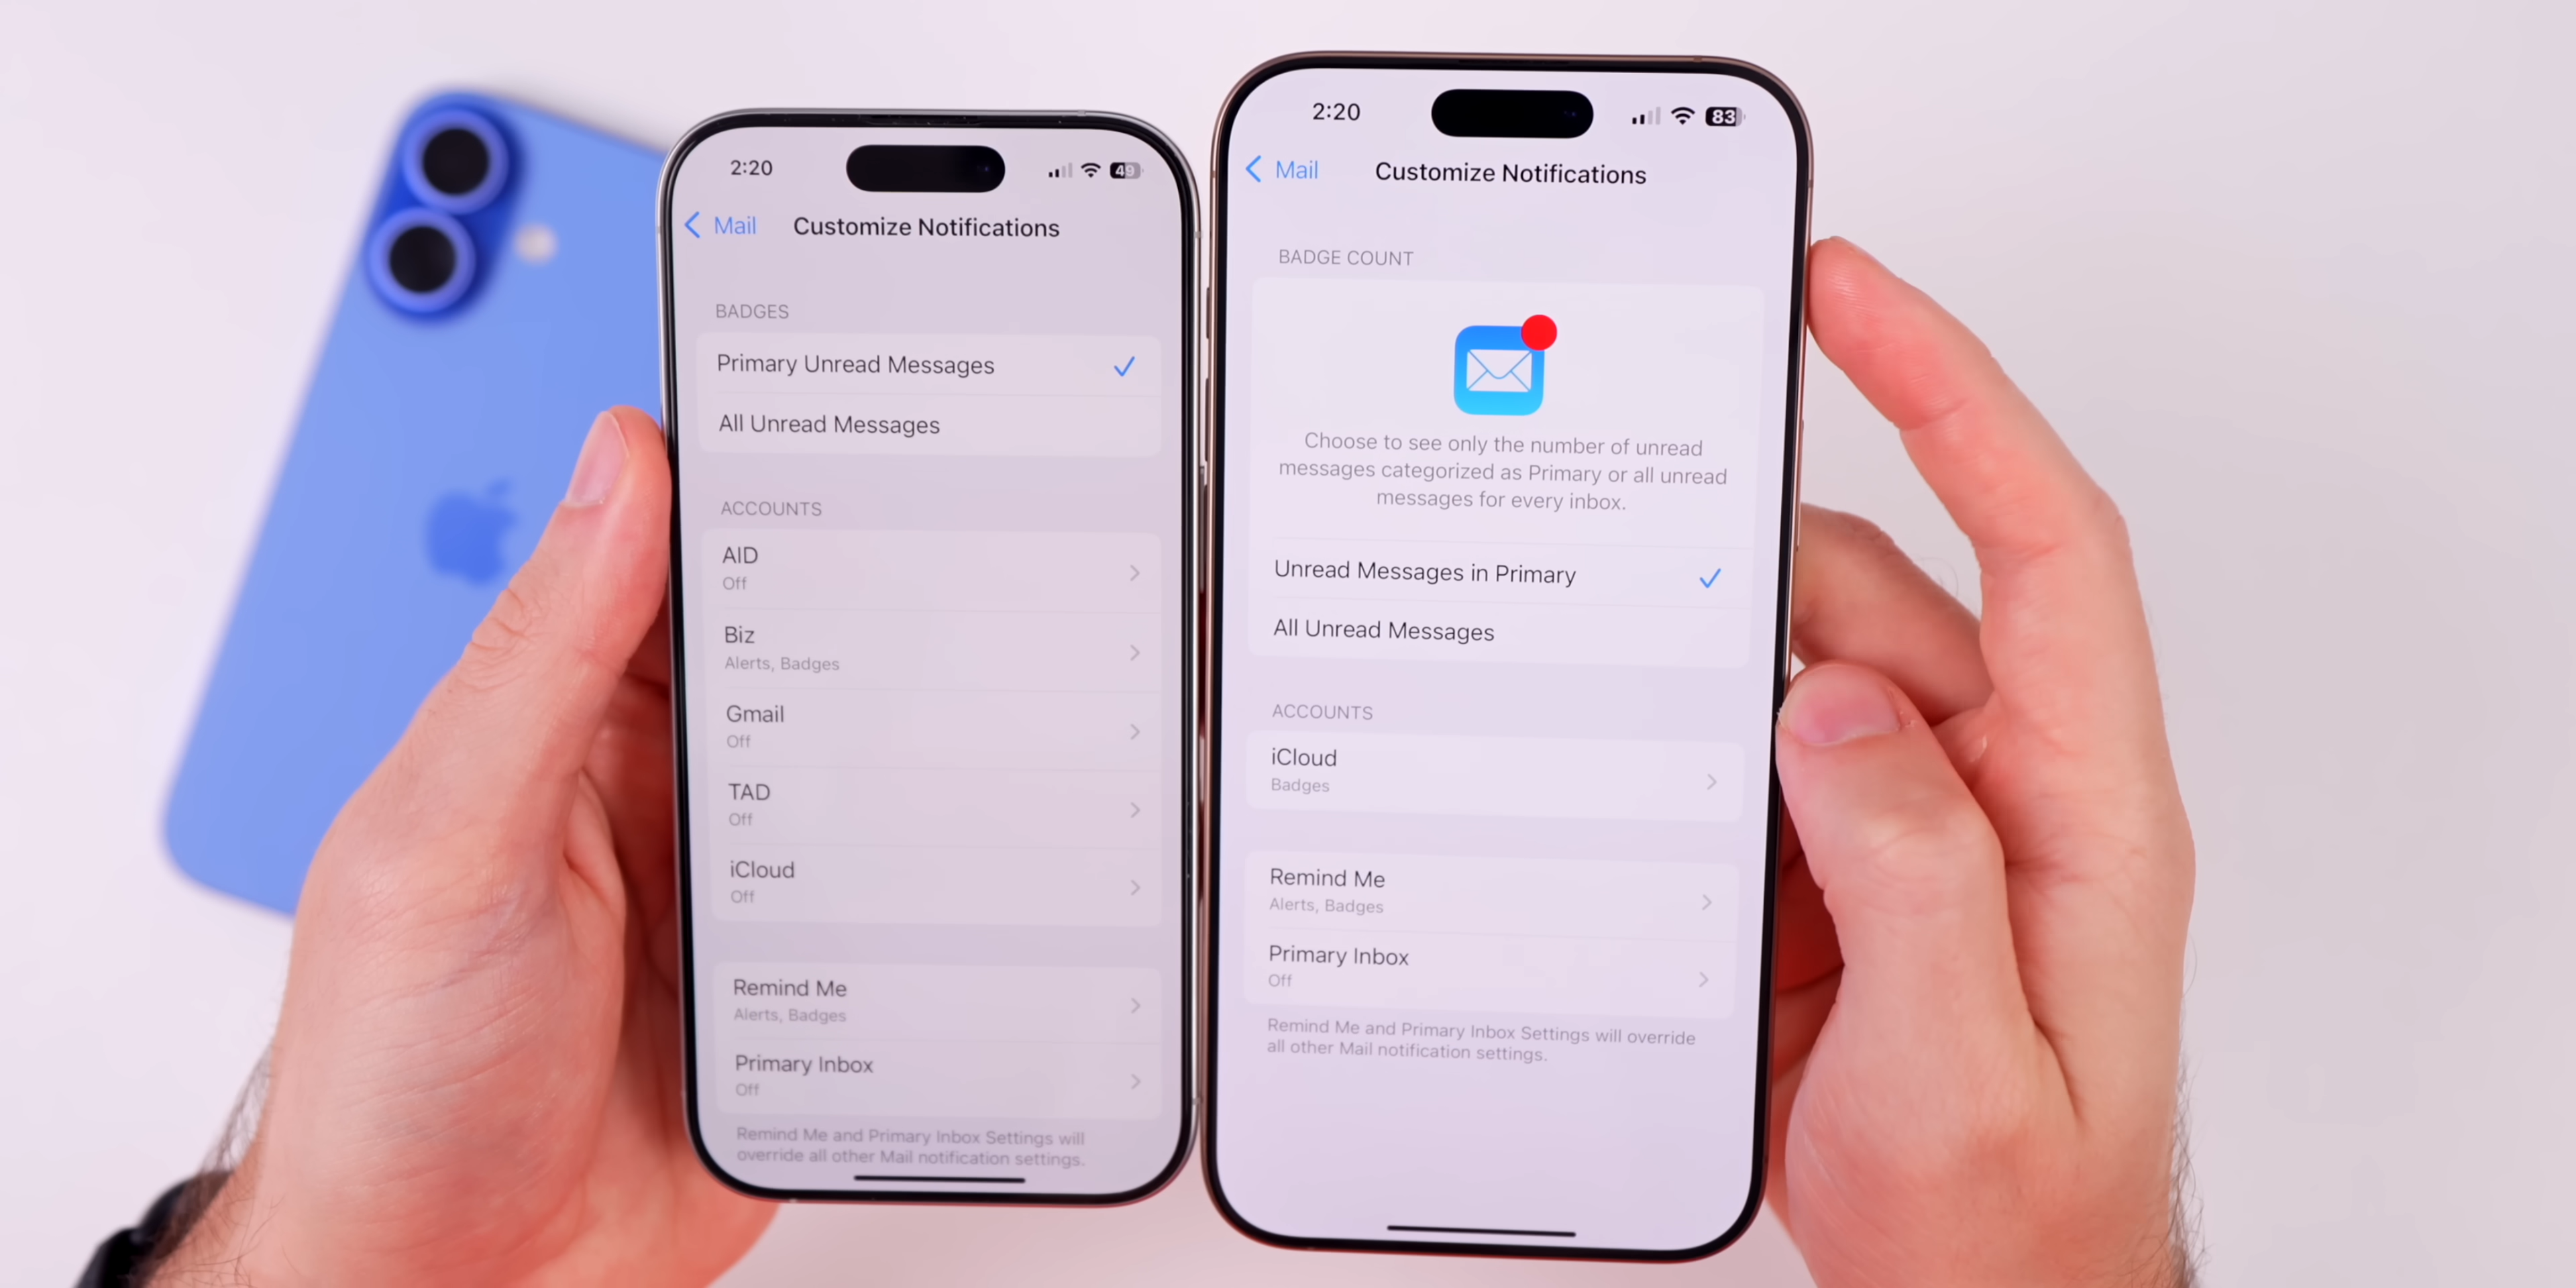 2:20
49
Mail
Customize Notifications
BADGES
Primary Unread Messages
All Unread Messages
ACCOUNTS
AID
Off
Biz
Alerts, Badges
Gmail
Off
TAD
Off
iCloud
Off
Remind Me
Alerts, Badges
Primary Inbox
Off
Remind Me and Primary Inbox Settings will
override all other Mail notification settings.
2:20
83
Mail
Customize Notifications
BADGE COUNT
Choose to see only the number of unread
messages categorized as Primary or all unread
messages for every inbox.
Unread Messages in Primary
All Unread Messages
ACCOUNTS
iCloud
Badges
Remind Me
Alerts, Badges
Primary Inbox
Off
Remind Me and Primary Inbox Settings will override
all other Mail notification settings.